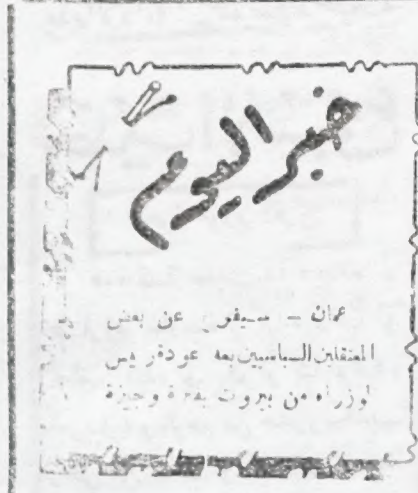 خبر اليوم
عمان — سيفرج عن بعض
المعتقلين السياسيين بعد عودة رئيس
الوزراء من بيروت بفترة وجيزة